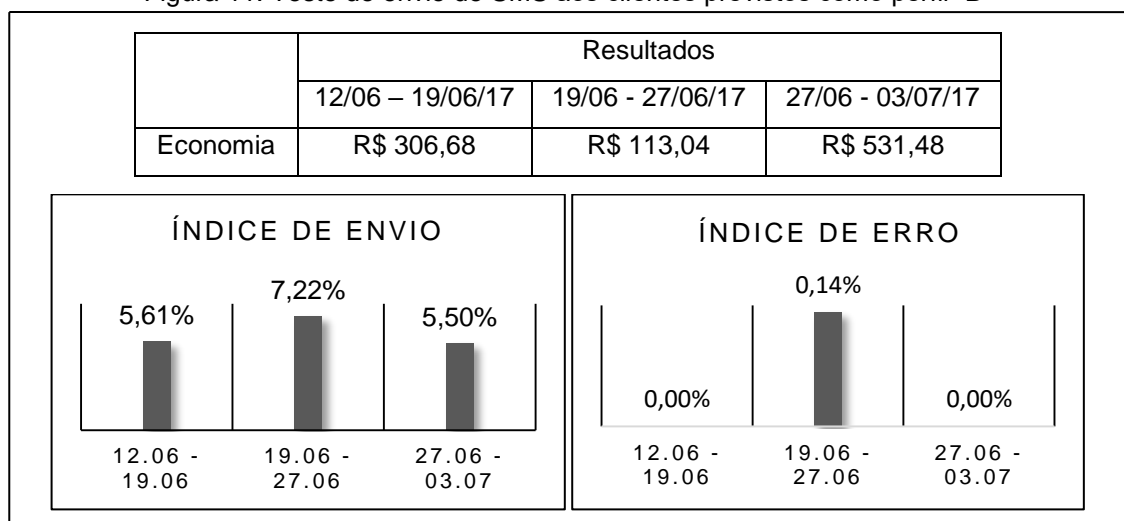 Resultados
12/06 – 19/06/17 19/06 - 27/06/17 27/06 - 03/07/17
Economia R$ 306,68 R$ 113,04 R$ 531,48
ÍNDICE DE ENVIO
5,61% 7,22% 5,50%
12.06 - 19.06 - 27.06 -
19.06 27.06 03.07
ÍNDICE DE ERRO
0,00% 0,14% 0,00%
12.06 - 19.06 - 27.06 -
19.06 27.06 03.07